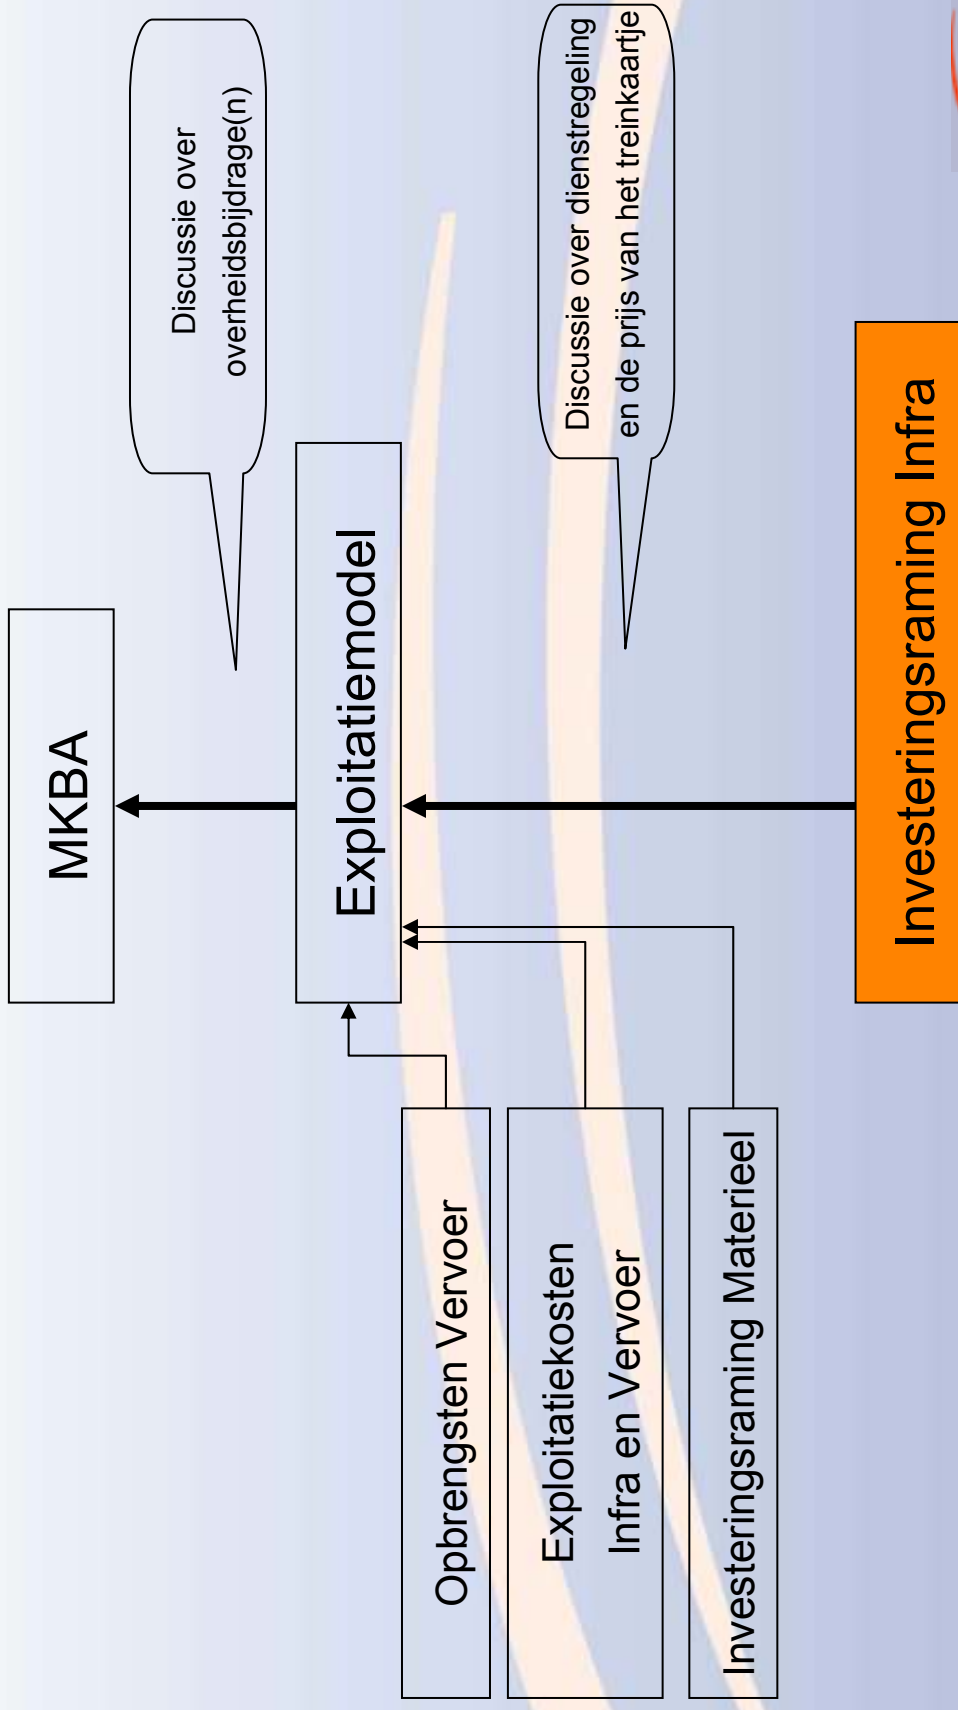 MKBA
Discussie over
overheidsbijdrage(n)
Exploitatiemodel
Opbrengsten Vervoer
Exploitatiekosten
Infra en Vervoer
Discussie over dienstregeling
en de prijs van het treinkaartje
Investeringsraming Materieel
Investeringsraming Infra